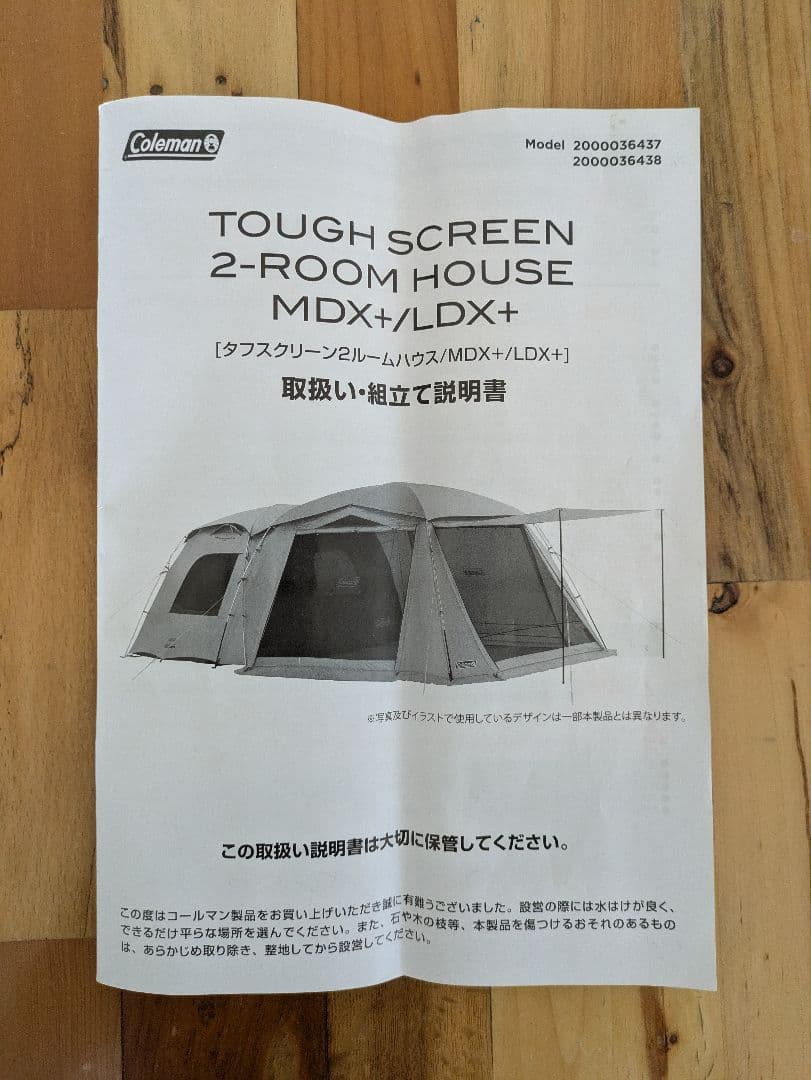 Coleman
Model 2000036437
2000036438
TOUGH SCREEN
2-ROOM HOUSE
MDX+/LDX+
[タフスクリーン2ルームハウス/MDX+/LDX+]
取扱い・組立て説明書
Coleman
Coleman
※写真及びイラストで使用しているデザインは一部本製品とは異なります。
この取扱い説明書は大切に保管してください。
この度はコールマン製品をお買い上げいただき誠に有難うございました。設営の際には水はけが良く、
できるだけ平らな場所を選んでください。また、石や木の枝等、本製品を傷つけるおそれのあるもの
は、あらかじめ取り除き、整地してから設営してください。